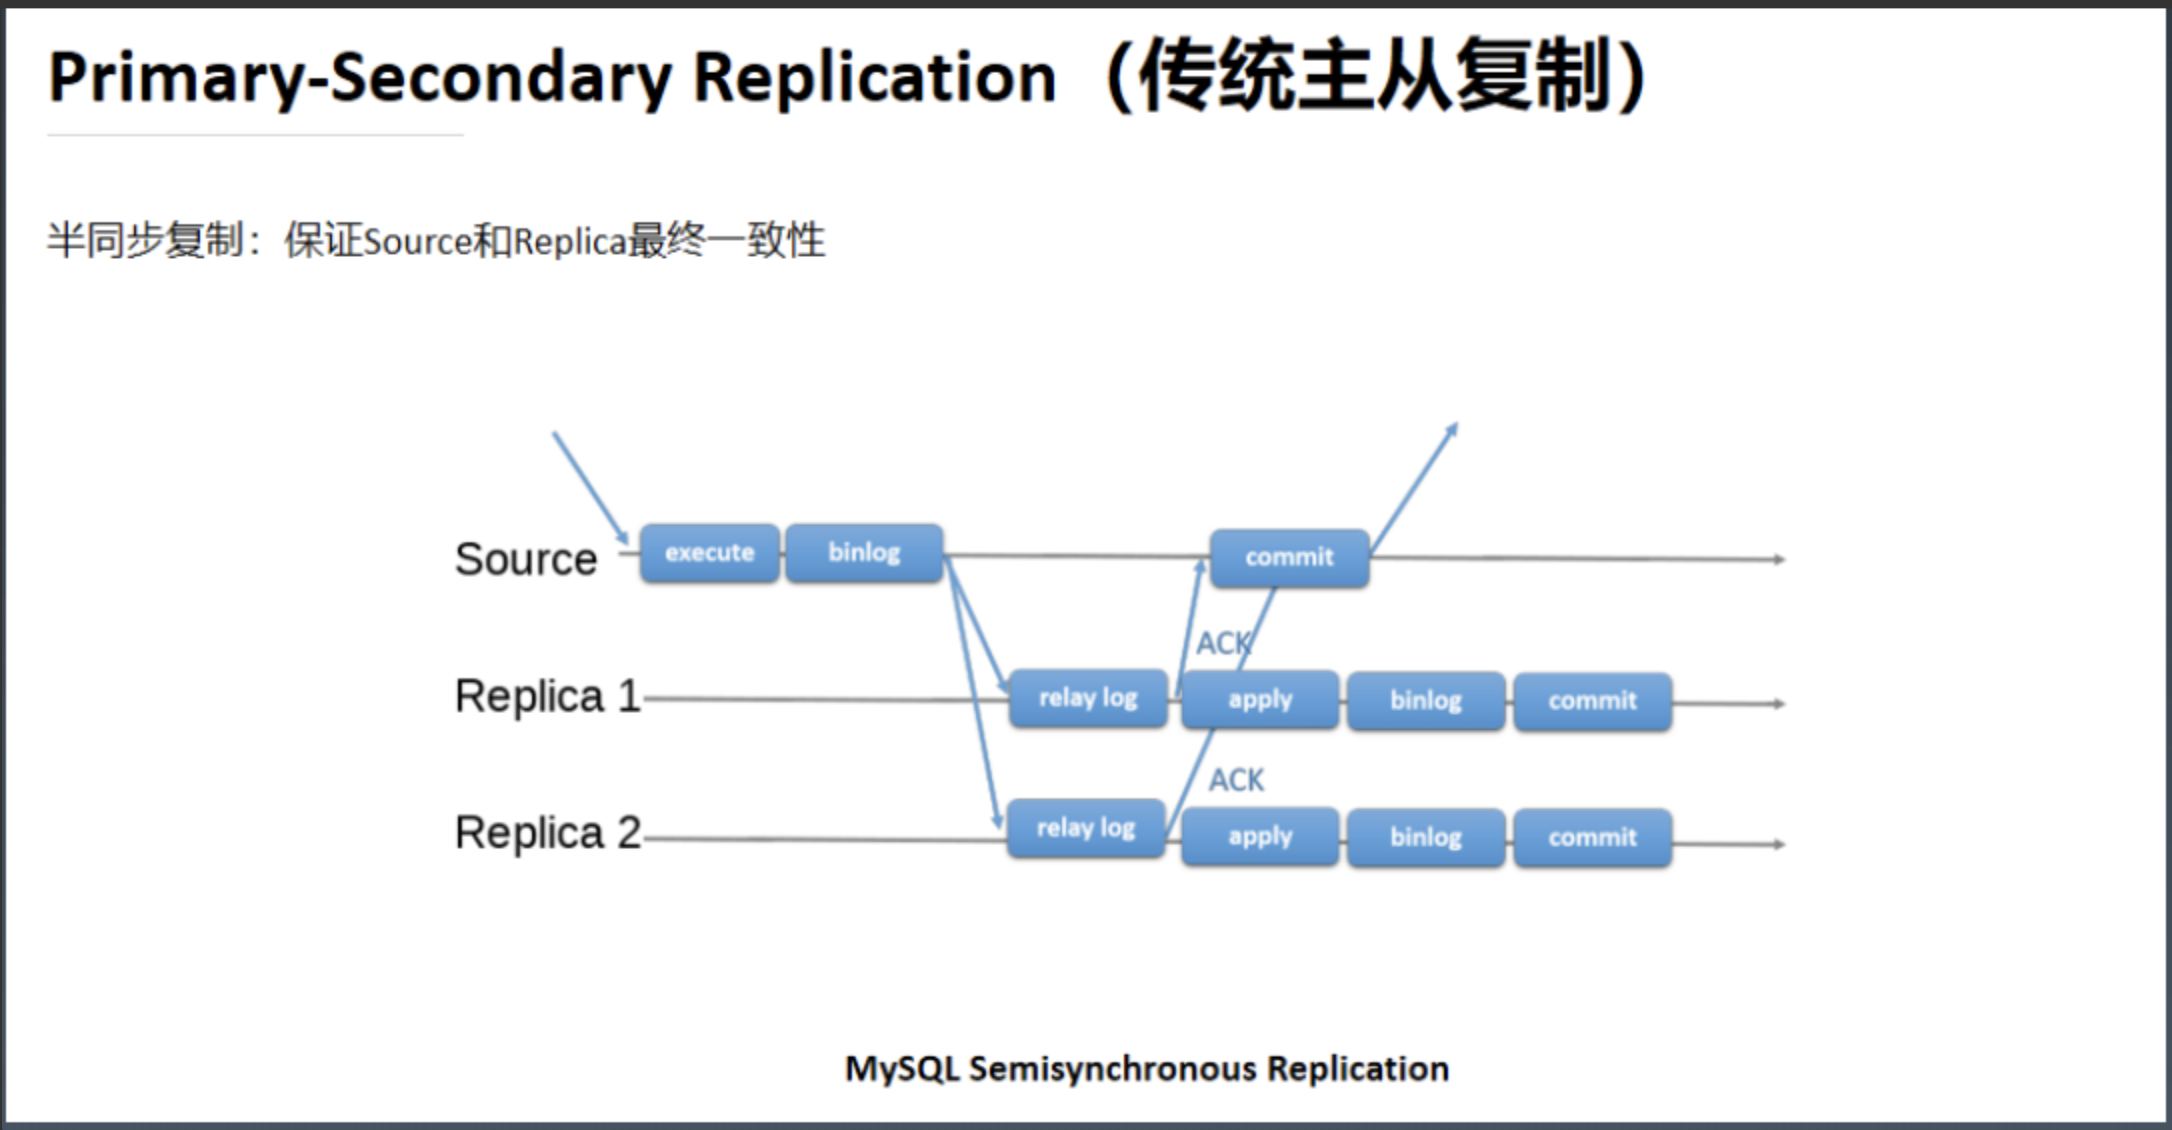 Primary-Secondary Replication（传统主从复制）
半同步复制：保证Source和Replica最终一致性
Source execute binlog commit
ACK
Replica 1 relay log apply binlog commit
ACK
Replica 2 relay log apply binlog commit
MySQL Semisynchronous Replication